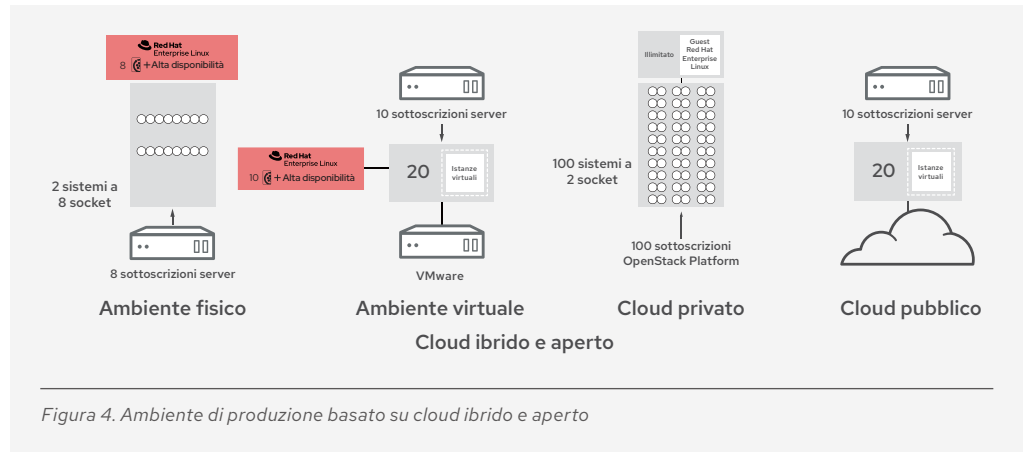 Red Hat
Enterprise Linux
8 +Alta disponibilità
2 sistemi a
8 socket
8 sottoscrizioni server
Ambiente fisico
10 sottoscrizioni server
Red Hat
Enterprise Linux
10 + Alta disponibilità
20
Istanze
virtuali
VMware
Ambiente virtuale
Illimitato
Guest
Red Hat
Enterprise
Linux
100 sistemi a
2 socket
100 sottoscrizioni
OpenStack Platform
Cloud privato
10 sottoscrizioni server
20
Istanze
virtuali
Cloud pubblico
Cloud ibrido e aperto
Figura 4. Ambiente di produzione basato su cloud ibrido e aperto